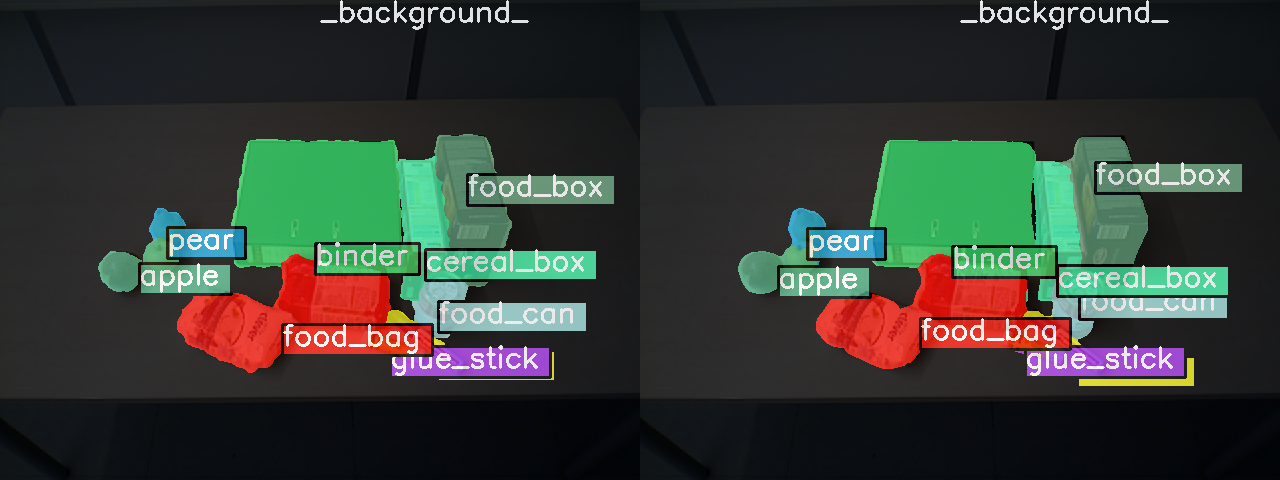 _background_
_background_
food_box
food_box
pear
binder
apple
cereal_box
food_can
food_bag
glue_stick
pear
binder
apple
cereal_box
food_can
food_bag
glue_stick